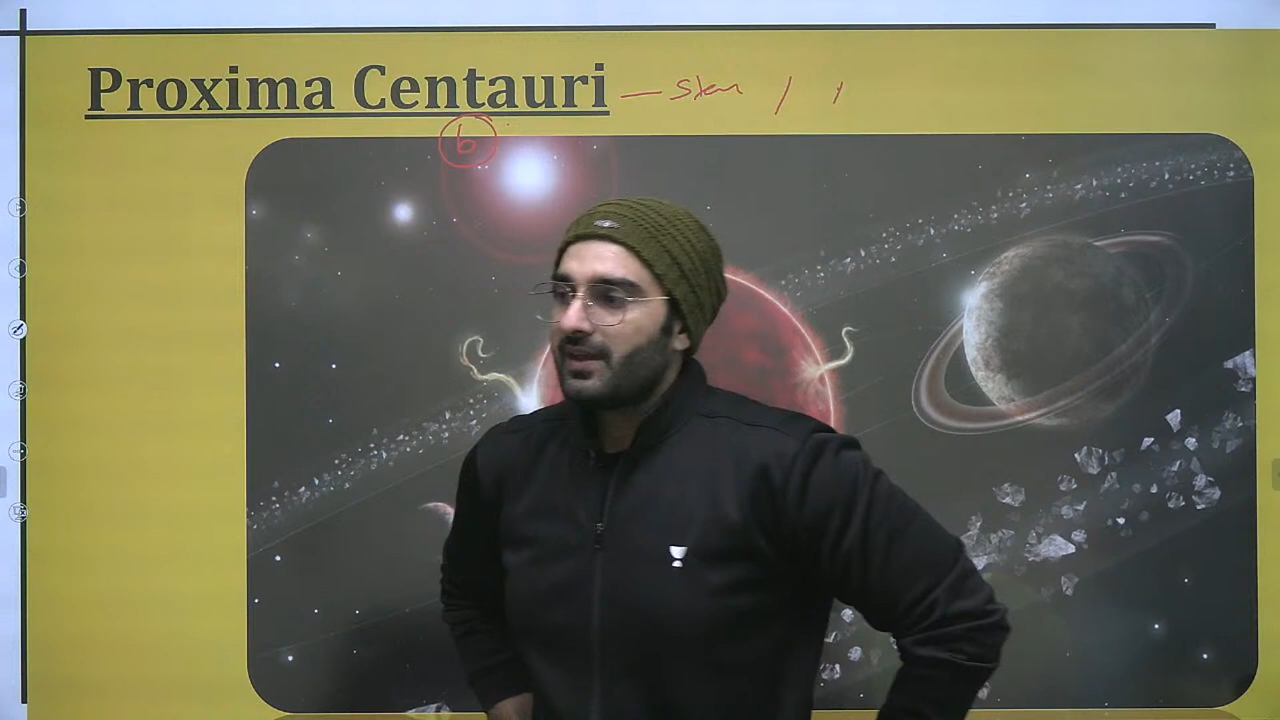 Proxima Centauri — Star / /
b